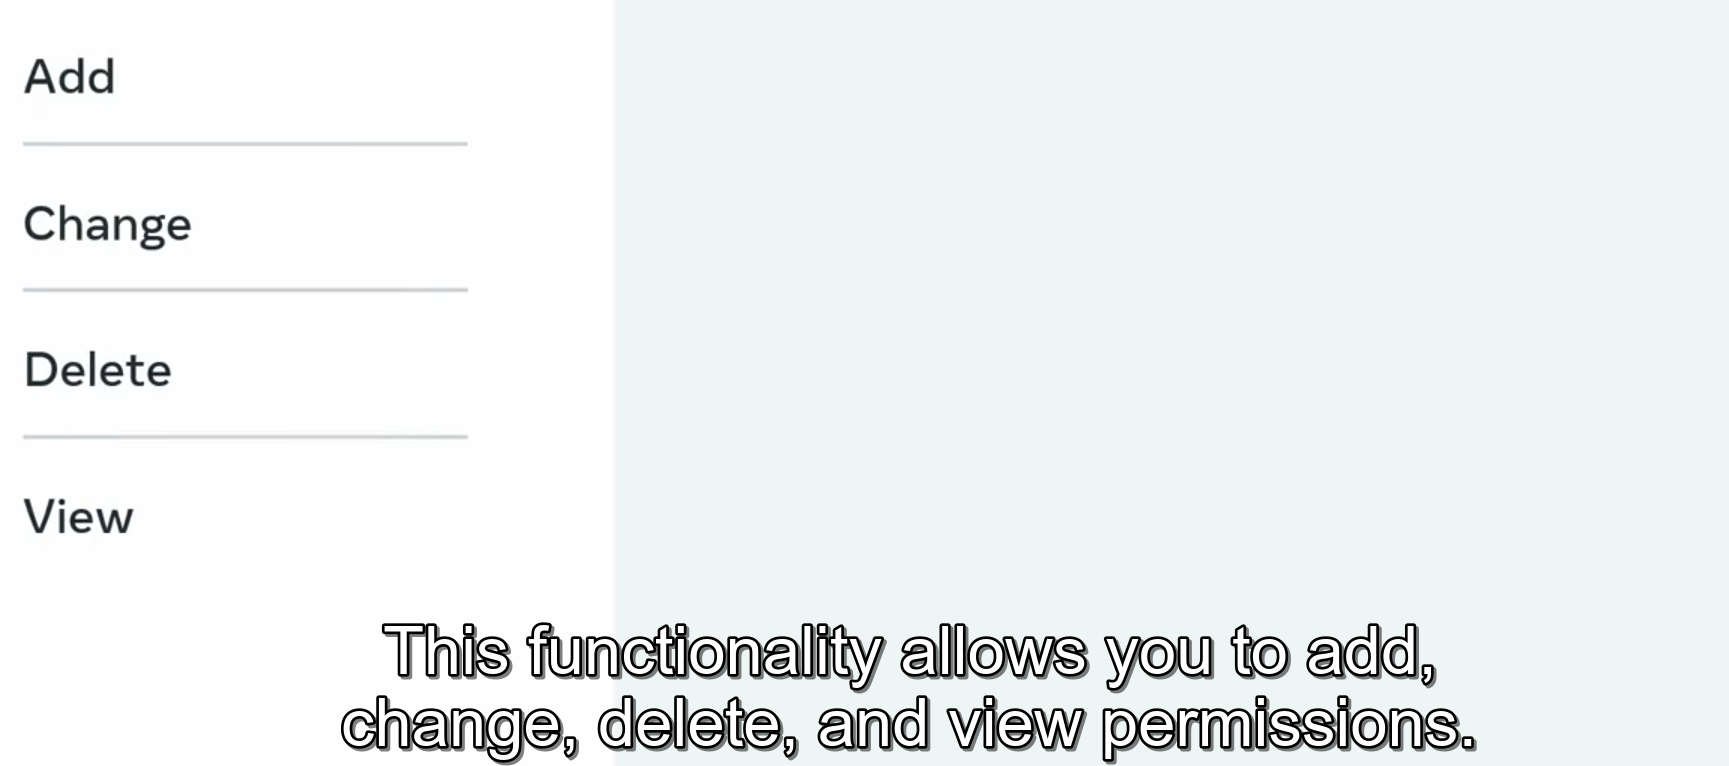 Add
Change
Delete
View
This functionality allows you to add,
change, delete, and view permissions.